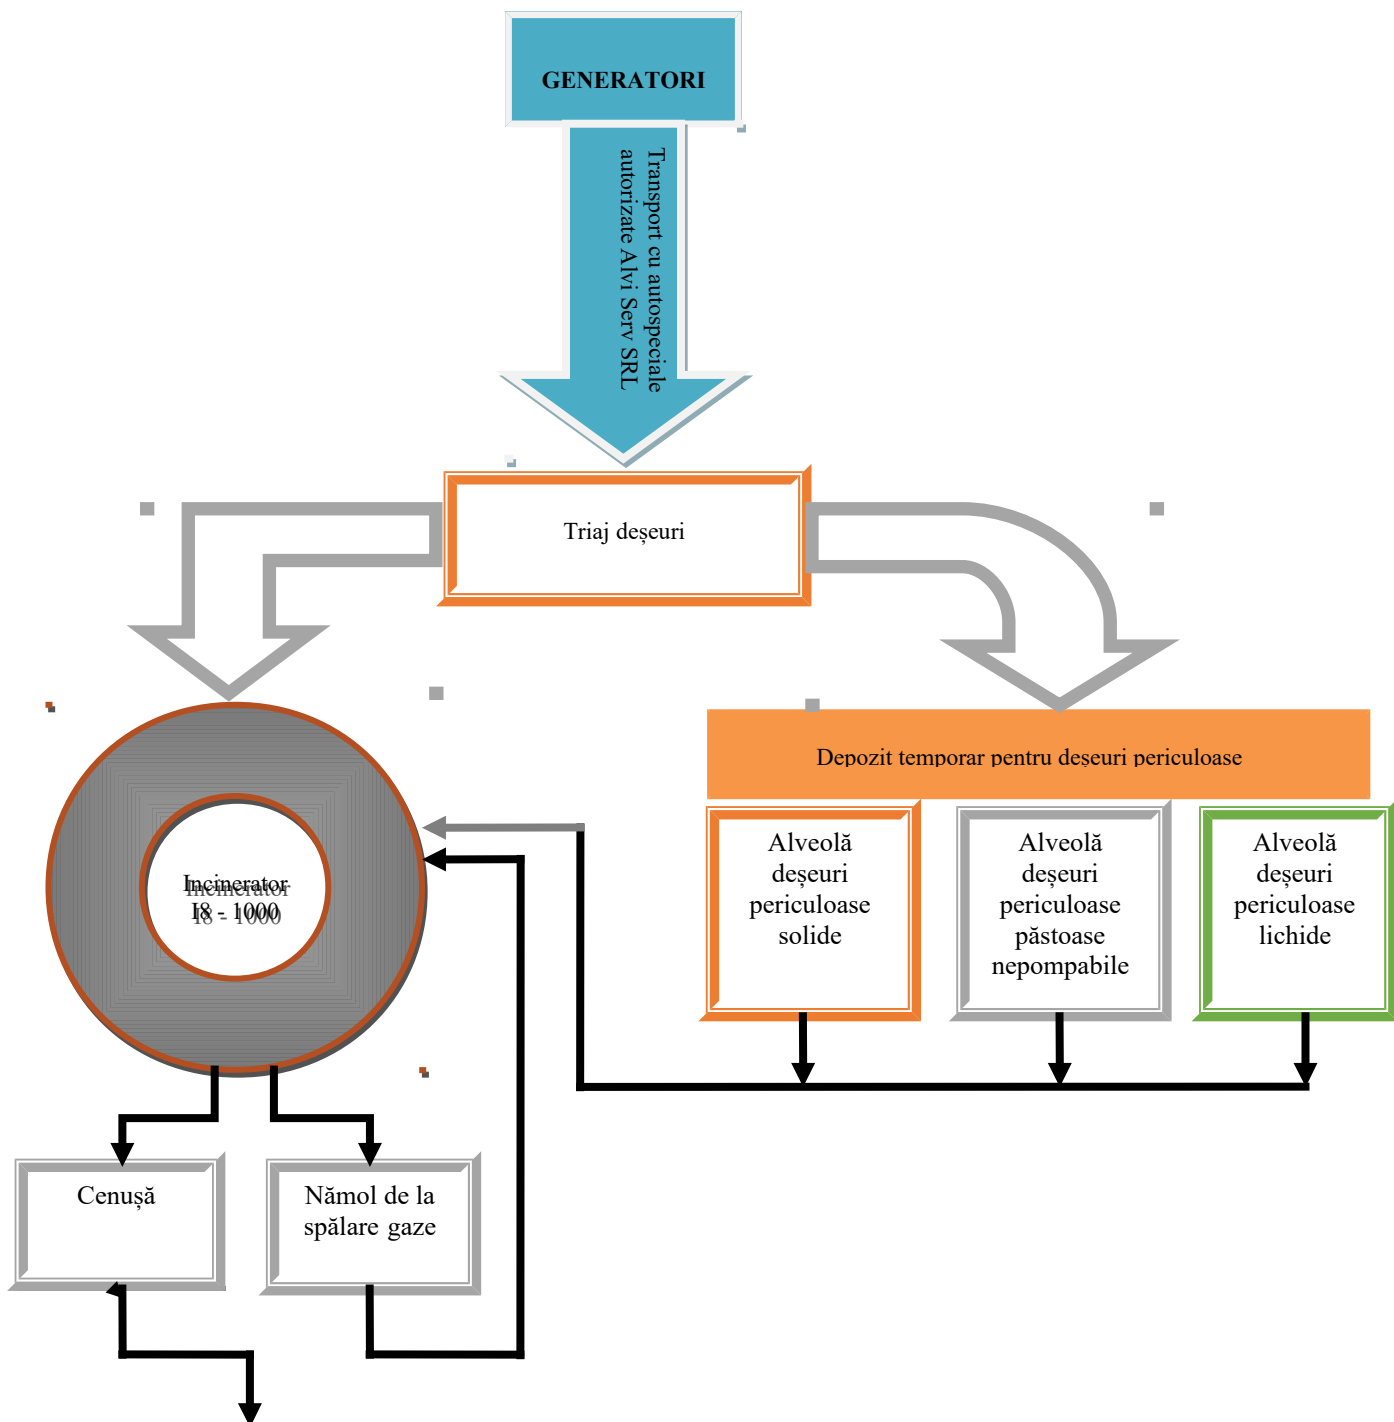 GENERATORI
Transport cu autospeciale
autorizate Alvi Serv SRL
Triaj deșeuri
Depozit temporar pentru deșeuri periculoase
Incinerator
I8 - 1000
Alveolă
deșeuri
periculoase
solide
Alveolă
deșeuri
periculoase
păstoase
nepompabile
Alveolă
deșeuri
periculoase
lichide
Cenușă
Nămol de la
spălare gaze